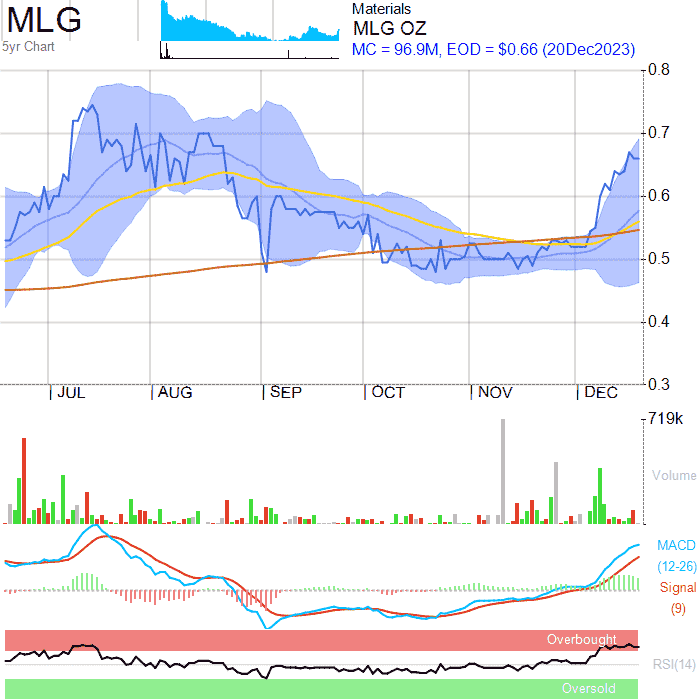 MLG
5yr Chart
Materials
MLG OZ
MC = 96.9M, EOD = $0.66 (20Dec2023)
0.8
0.7
0.6
0.5
0.4
0.3
JUL AUG SEP OCT NOV DEC
719k
Volume
MACD
(12-26)
Signal
(9)
Overbought
RSI(14)
Oversold